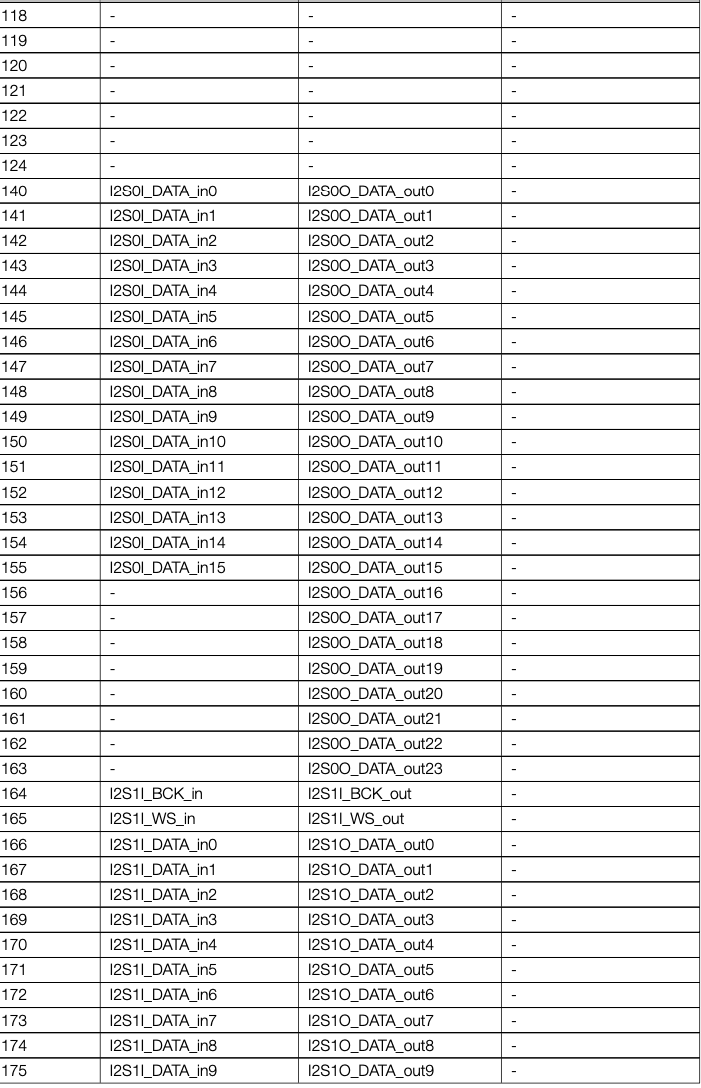 118 - - -
119 - - -
120 - - -
121 - - -
122 - - -
123 - - -
124 - - -
140 I2S0I_DATA_in0 I2S0O_DATA_out0 -
141 I2S0I_DATA_in1 I2S0O_DATA_out1 -
142 I2S0I_DATA_in2 I2S0O_DATA_out2 -
143 I2S0I_DATA_in3 I2S0O_DATA_out3 -
144 I2S0I_DATA_in4 I2S0O_DATA_out4 -
145 I2S0I_DATA_in5 I2S0O_DATA_out5 -
146 I2S0I_DATA_in6 I2S0O_DATA_out6 -
147 I2S0I_DATA_in7 I2S0O_DATA_out7 -
148 I2S0I_DATA_in8 I2S0O_DATA_out8 -
149 I2S0I_DATA_in9 I2S0O_DATA_out9 -
150 I2S0I_DATA_in10 I2S0O_DATA_out10 -
151 I2S0I_DATA_in11 I2S0O_DATA_out11 -
152 I2S0I_DATA_in12 I2S0O_DATA_out12 -
153 I2S0I_DATA_in13 I2S0O_DATA_out13 -
154 I2S0I_DATA_in14 I2S0O_DATA_out14 -
155 I2S0I_DATA_in15 I2S0O_DATA_out15 -
156 - I2S0O_DATA_out16 -
157 - I2S0O_DATA_out17 -
158 - I2S0O_DATA_out18 -
159 - I2S0O_DATA_out19 -
160 - I2S0O_DATA_out20 -
161 - I2S0O_DATA_out21 -
162 - I2S0O_DATA_out22 -
163 - I2S0O_DATA_out23 -
164 I2S1I_BCK_in I2S1I_BCK_out -
165 I2S1I_WS_in I2S1I_WS_out -
166 I2S1I_DATA_in0 I2S1O_DATA_out0 -
167 I2S1I_DATA_in1 I2S1O_DATA_out1 -
168 I2S1I_DATA_in2 I2S1O_DATA_out2 -
169 I2S1I_DATA_in3 I2S1O_DATA_out3 -
170 I2S1I_DATA_in4 I2S1O_DATA_out4 -
171 I2S1I_DATA_in5 I2S1O_DATA_out5 -
172 I2S1I_DATA_in6 I2S1O_DATA_out6 -
173 I2S1I_DATA_in7 I2S1O_DATA_out7 -
174 I2S1I_DATA_in8 I2S1O_DATA_out8 -
175 I2S1I_DATA_in9 I2S1O_DATA_out9 -